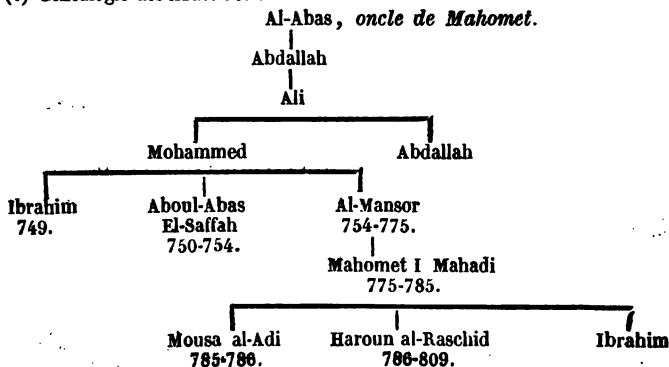 Al-Abas, oncle de Mahomet.
Abdallah
Ali
Mohammed Abdallah
Ibrahim Aboul-Abas Al-Mansor
749. El-Saffah 754-775.
750-754.
Mahomet I Mahadi
775-785.
Mousa al-Adi Haroun al-Raschid Ibrahim
785-786. 786-809.